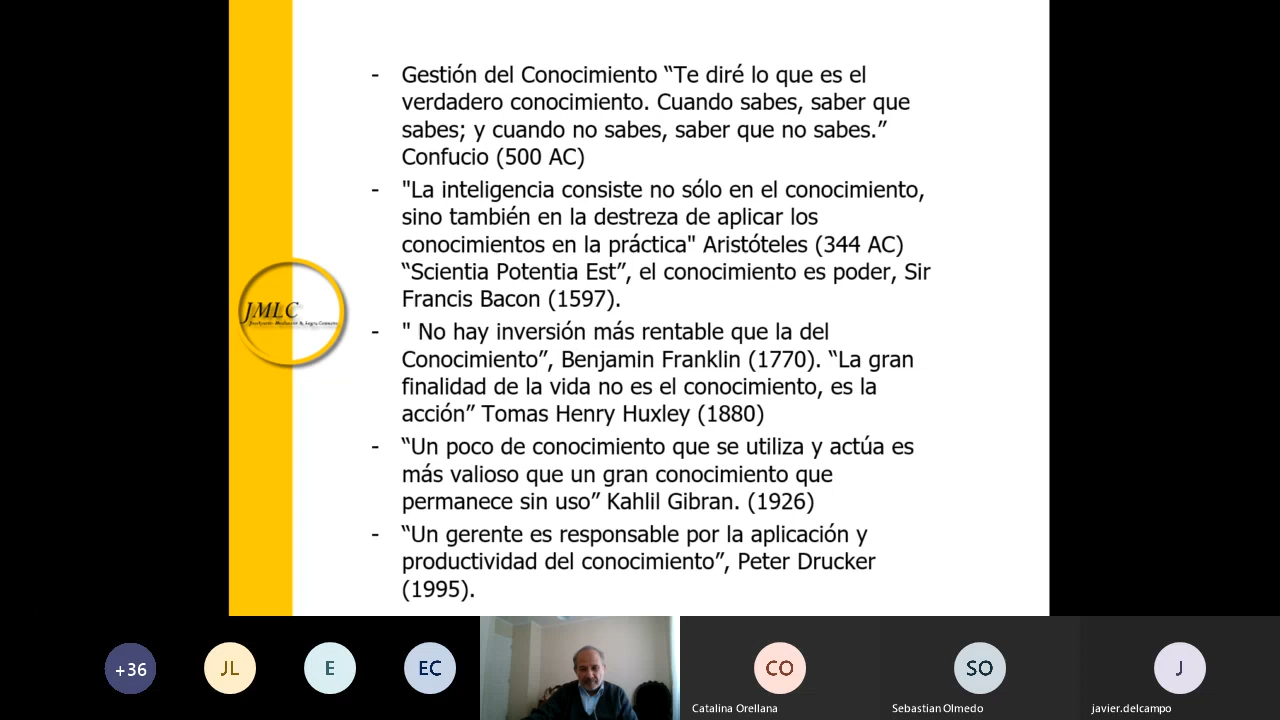 - Gestión del Conocimiento “Te diré lo que es el
verdadero conocimiento. Cuando sabes, saber que
sabes; y cuando no sabes, saber que no sabes.”
Confucio (500 AC)
- "La inteligencia consiste no sólo en el conocimiento,
sino también en la destreza de aplicar los
conocimientos en la práctica" Aristóteles (344 AC)
“Scientia Potentia Est”, el conocimiento es poder, Sir
Francis Bacon (1597).
- " No hay inversión más rentable que la del
Conocimiento”, Benjamin Franklin (1770). “La gran
finalidad de la vida no es el conocimiento, es la
acción” Tomas Henry Huxley (1880)
- “Un poco de conocimiento que se utiliza y actúa es
más valioso que un gran conocimiento que
permanece sin uso” Kahlil Gibran. (1926)
- “Un gerente es responsable por la aplicación y
productividad del conocimiento”, Peter Drucker
(1995).
JMLC
+36
JL
E
EC
CO
SO
J
Catalina Orellana
Sebastian Olmedo
javier.delcampo